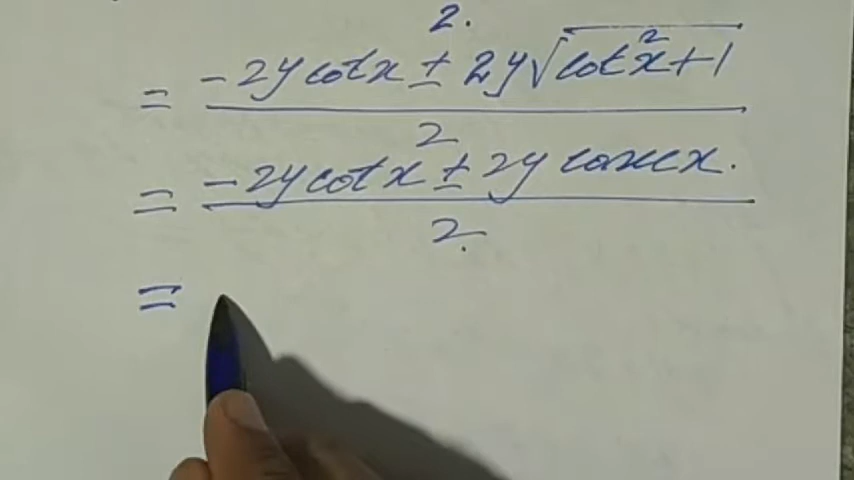 2.
= -2y cot x ± 2y √cot²x+1
2
= -2y cot x ± 2y cosec x.
2.
=